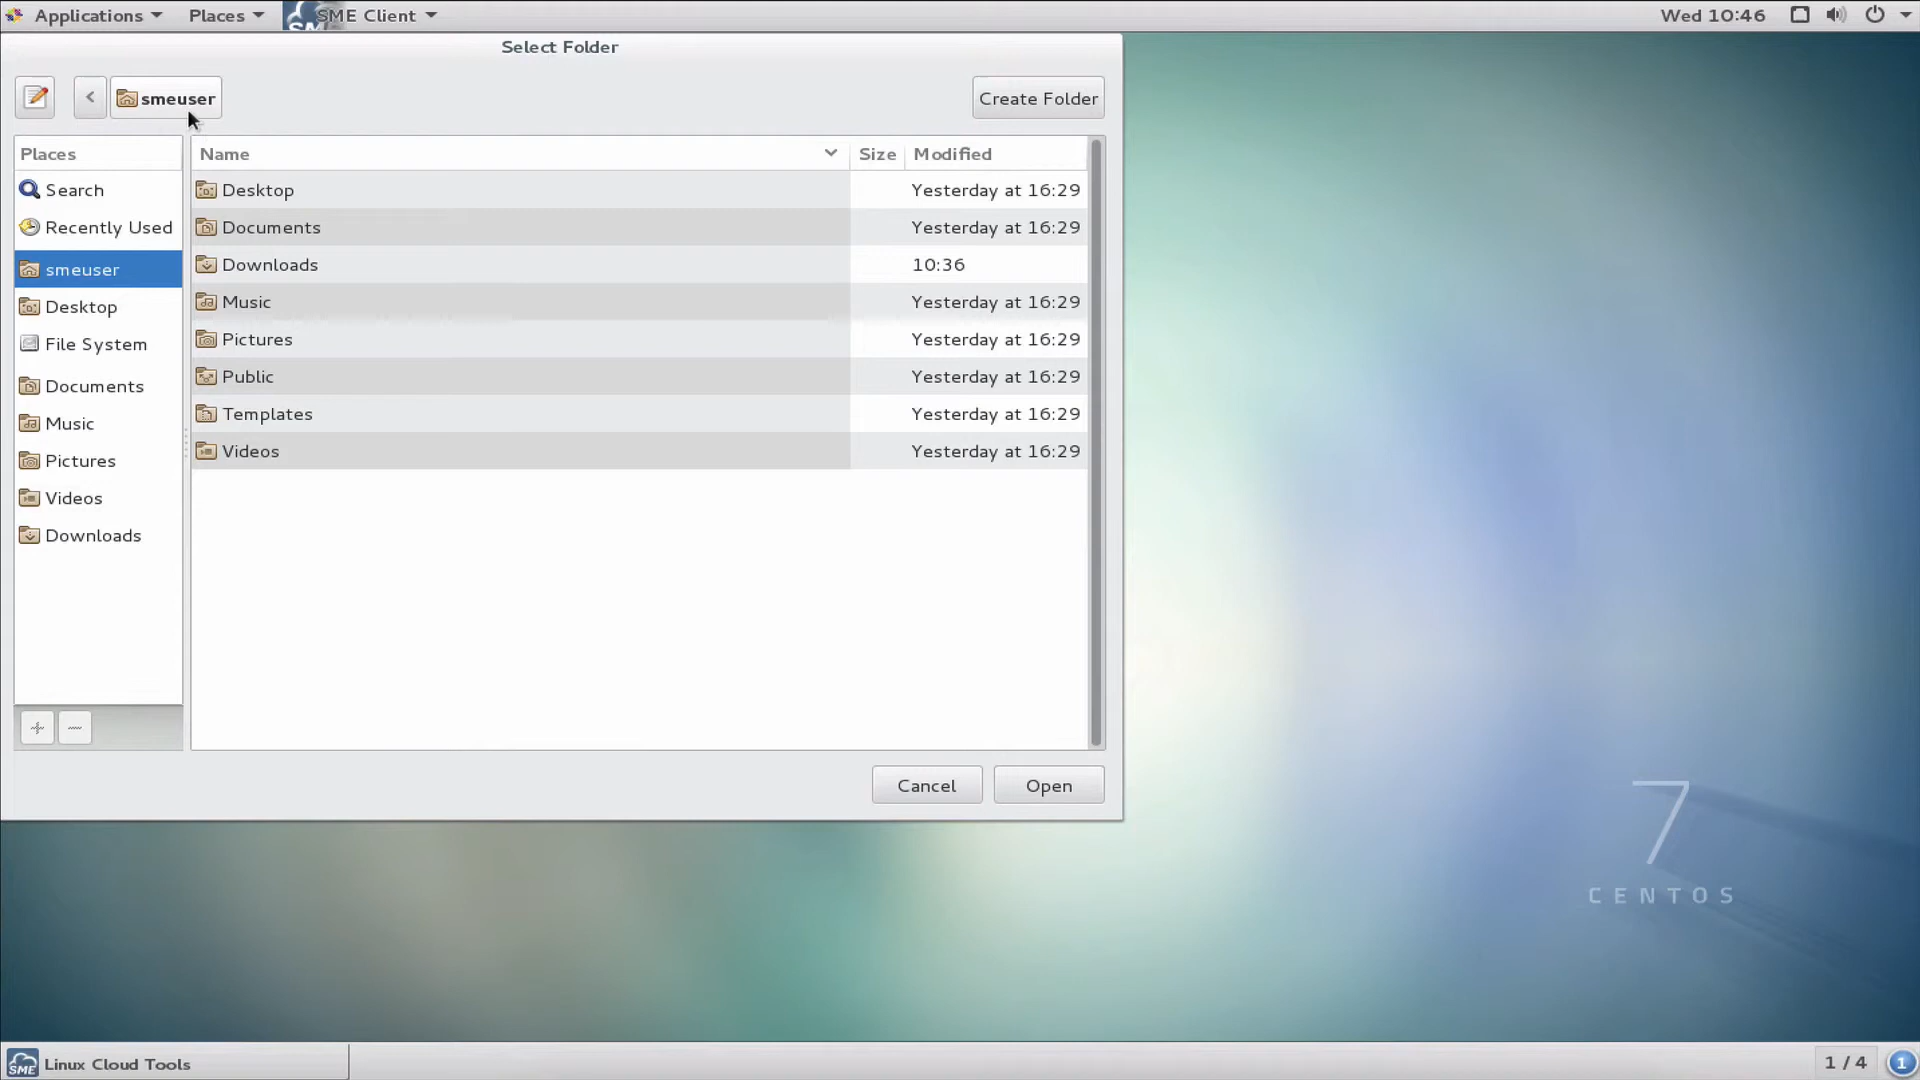 Applications Places SME Client Wed 10:46
Select Folder
smeuser Create Folder
Places Name Size Modified
Search Desktop Yesterday at 16:29
Recently Used Documents Yesterday at 16:29
smeuser Downloads 10:36
Desktop Music Yesterday at 16:29
File System Pictures Yesterday at 16:29
Documents Public Yesterday at 16:29
Music Templates Yesterday at 16:29
Pictures Videos Yesterday at 16:29
Videos
Downloads
Cancel Open
7
CENTOS
SME Linux Cloud Tools 1 / 4 1